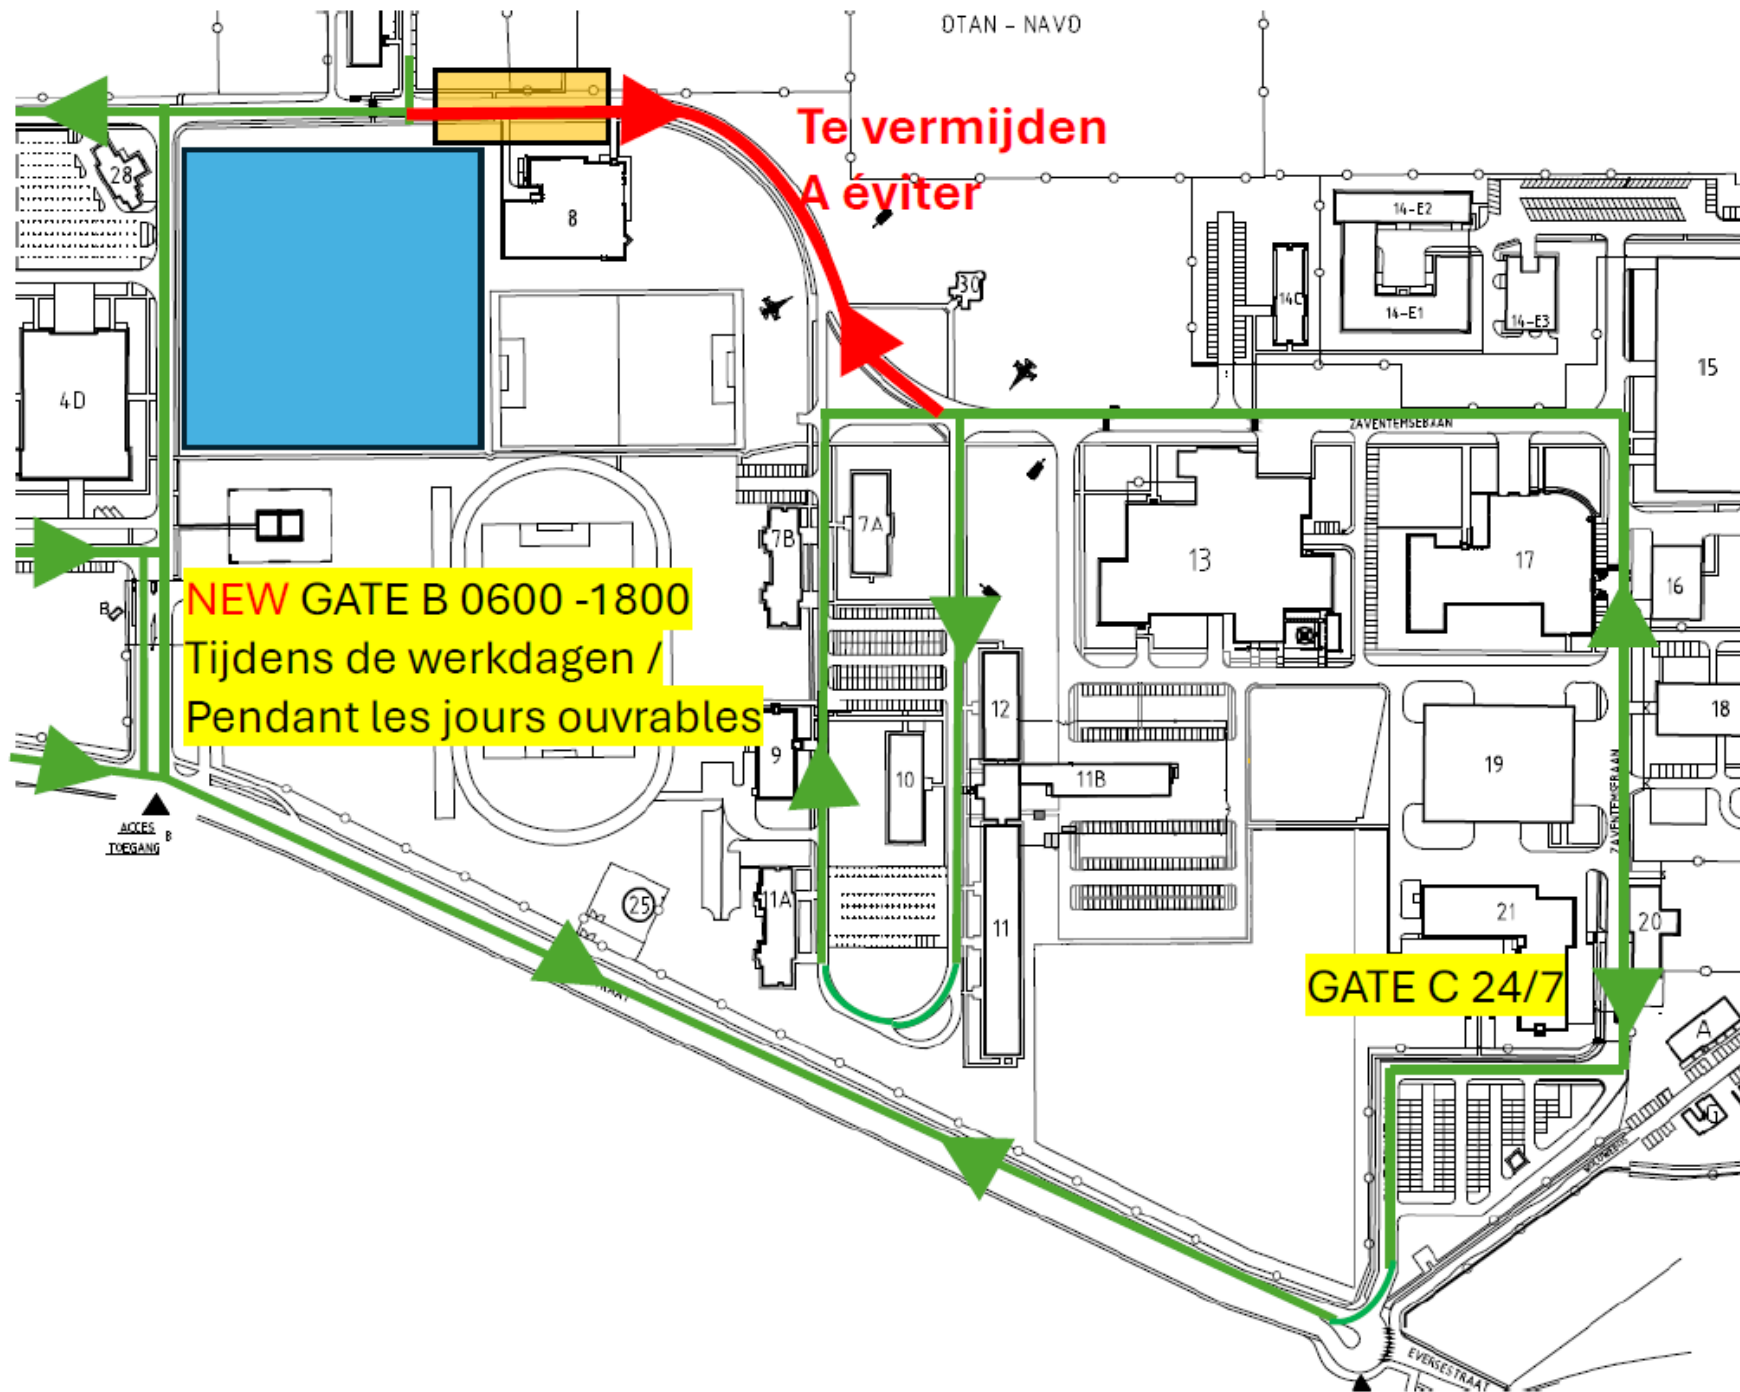 OTAN - NAVO
Te vermijden
A éviter
28
8
30
14-E2
14C
14-E1
14-E3
15
4D
ZAVENTEMSEBAAN
7A
7B
13
17
16
B
NEW GATE B 0600 -1800
Tijdens de werkdagen /
Pendant les jours ouvrables
12
18
9
10
11B
19
ZAVENTEMSEBAAN
ACCES
TOEGANG
B
25
11A
11
21
20
GATE C 24/7
A
EVERSESTRAAT